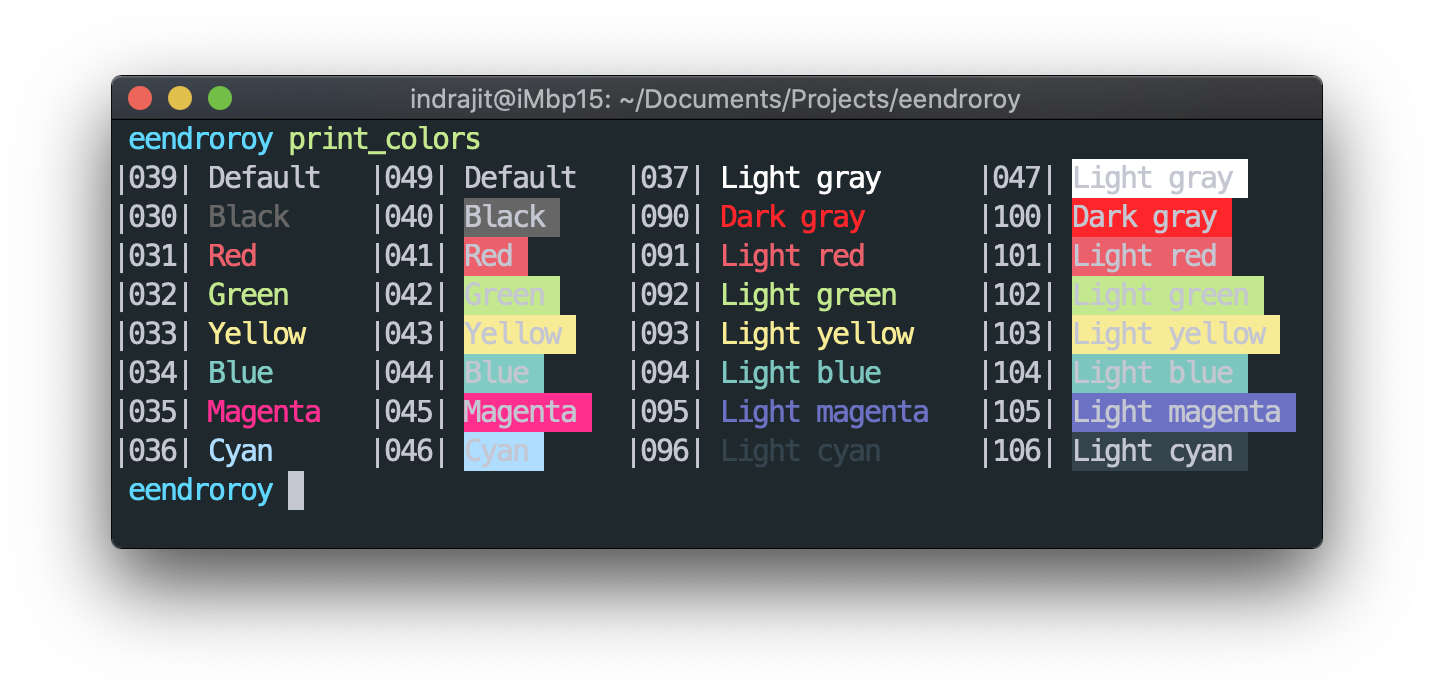 indrajit@iMbp15: ~/Documents/Projects/eendroroy
eendroroy print_colors
|039| Default |049| Default |037| Light gray |047| Light gray
|030| Black |040| Black |090| Dark gray |100| Dark gray
|031| Red |041| Red |091| Light red |101| Light red
|032| Green |042| Green |092| Light green |102| Light green
|033| Yellow |043| Yellow |093| Light yellow |103| Light yellow
|034| Blue |044| Blue |094| Light blue |104| Light blue
|035| Magenta |045| Magenta |095| Light magenta |105| Light magenta
|036| Cyan |046| Cyan |096| Light cyan |106| Light cyan
eendroroy